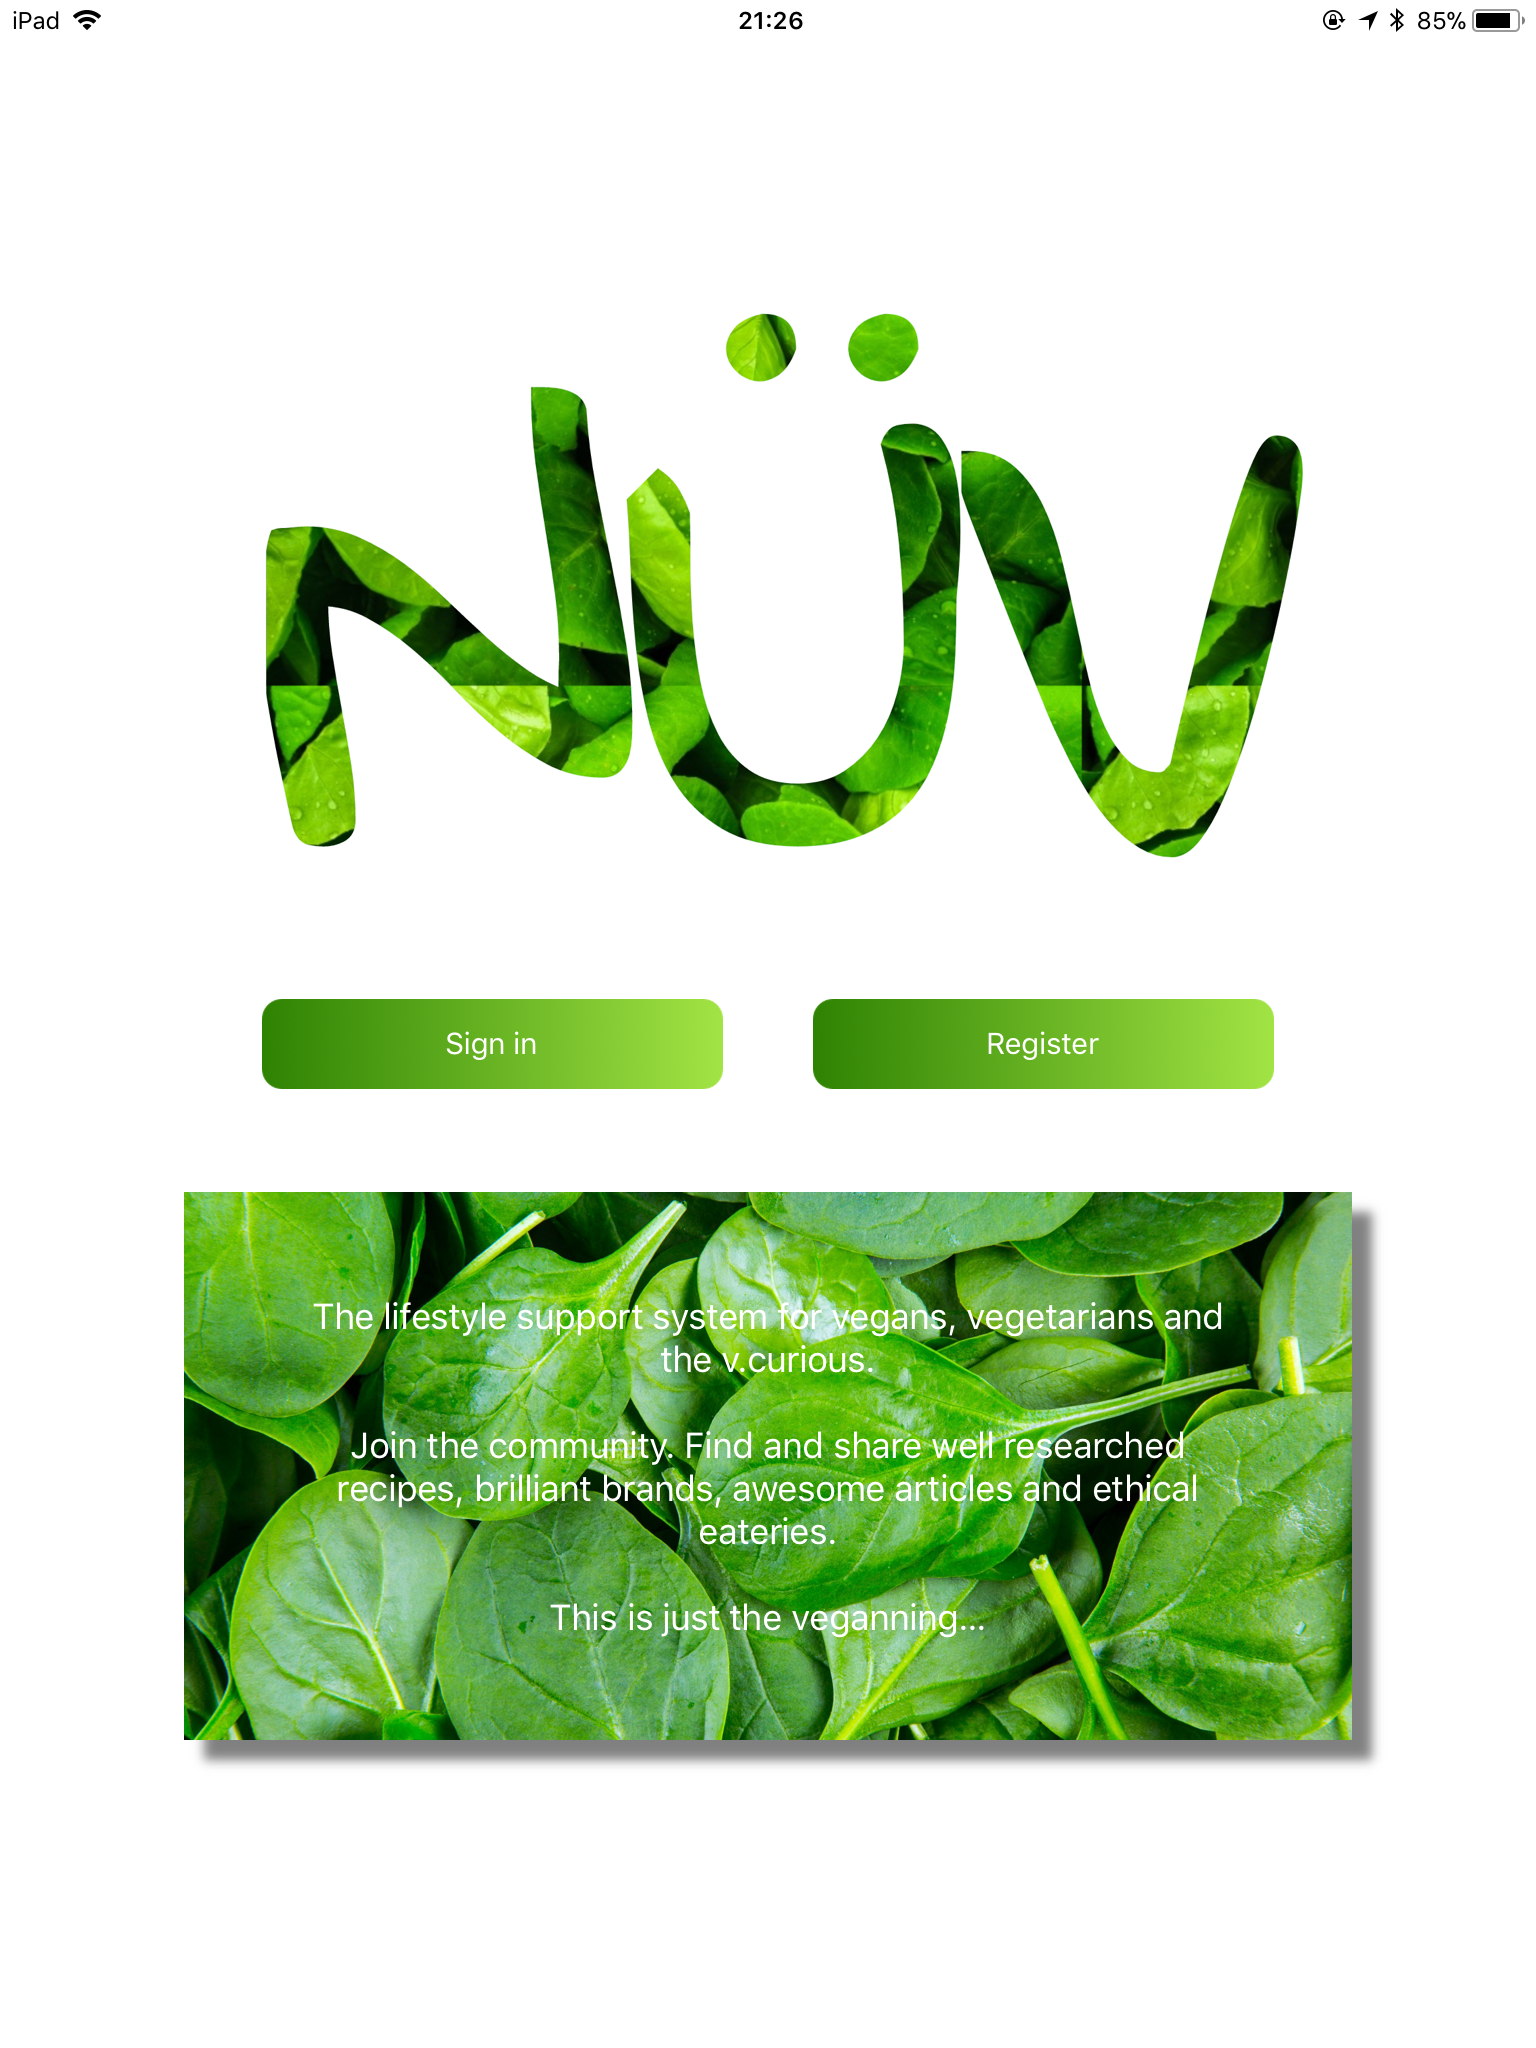 iPad 21:26 85%
NÜV
Sign in Register
The lifestyle support system for vegans, vegetarians and
the v.curious.
Join the community. Find and share well researched
recipes, brilliant brands, awesome articles and ethical
eateries.
This is just the veganning...